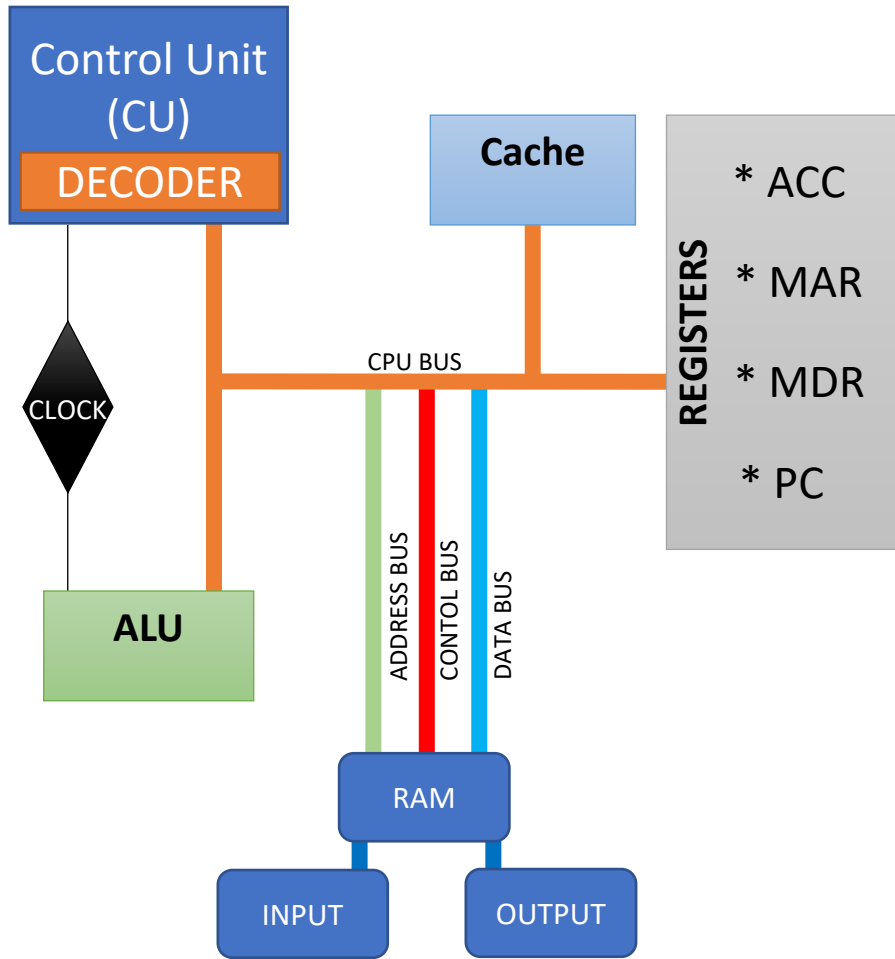 Control Unit
(CU)
DECODER
Cache
REGISTERS
* ACC
* MAR
* MDR
* PC
CPU BUS
CLOCK
ADDRESS BUS
CONTOL BUS
DATA BUS
ALU
RAM
INPUT
OUTPUT